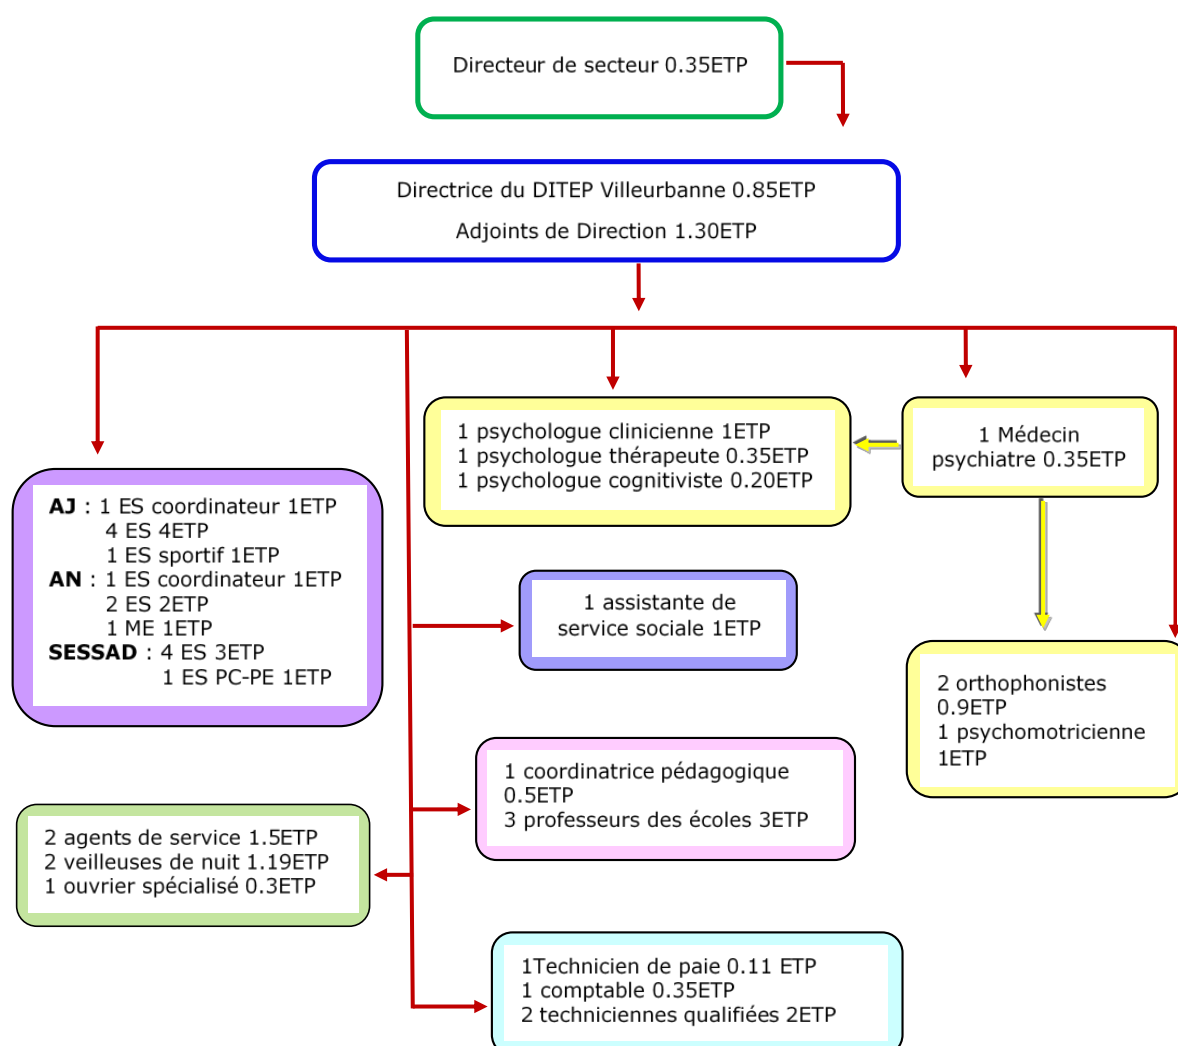 Directeur de secteur 0.35ETP
Directrice du DITEP Villeurbanne 0.85ETP
Adjoints de Direction 1.30ETP
1 psychologue clinicienne 1ETP
1 psychologue thérapeute 0.35ETP
1 psychologue cognitiviste 0.20ETP
1 Médecin
psychiatre 0.35ETP
AJ : 1 ES coordinateur 1ETP
4 ES 4ETP
1 ES sportif 1ETP
AN : 1 ES coordinateur 1ETP
2 ES 2ETP
1 ME 1ETP
SESSAD : 4 ES 3ETP
1 ES PC-PE 1ETP
1 assistante de
service sociale 1ETP
2 orthophonistes
0.9ETP
1 psychomotricienne
1ETP
1 coordinatrice pédagogique
0.5ETP
3 professeurs des écoles 3ETP
2 agents de service 1.5ETP
2 veilleuses de nuit 1.19ETP
1 ouvrier spécialisé 0.3ETP
1Technicien de paie 0.11 ETP
1 comptable 0.35ETP
2 techniciennes qualifiées 2ETP